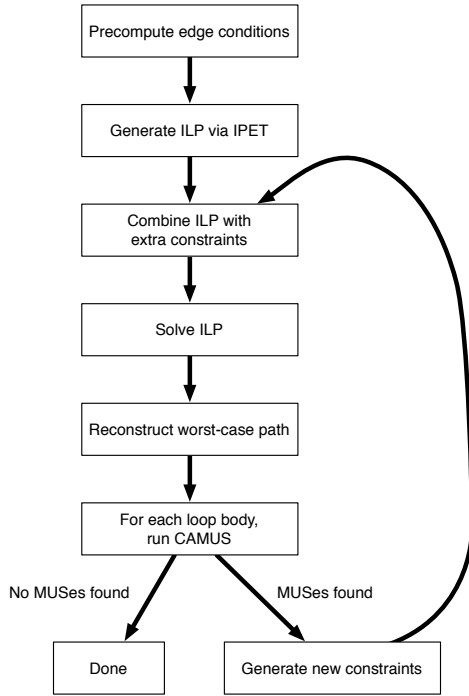 Precompute edge conditions
Generate ILP via IPET
Combine ILP with
extra constraints
Solve ILP
Reconstruct worst-case path
For each loop body,
run CAMUS
No MUSes found
MUSes found
Done
Generate new constraints